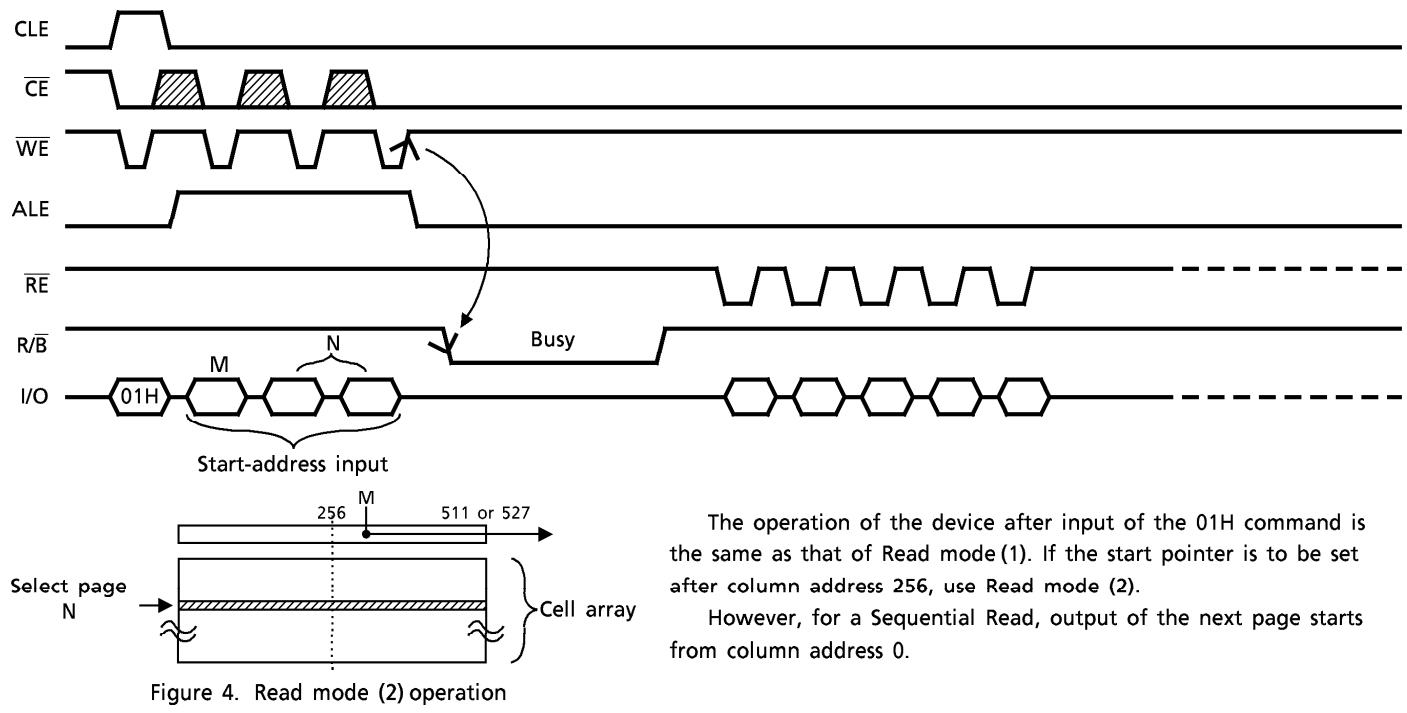 CLE
C̅E̅
W̅E̅
ALE
R̅E̅
R/B̅
Busy
N
M
I/O
01H
Start-address input
M
256
511 or 527
Select page
N
Cell array
Figure 4. Read mode (2) operation
The operation of the device after input of the 01H command is
the same as that of Read mode (1). If the start pointer is to be set
after column address 256, use Read mode (2).
However, for a Sequential Read, output of the next page starts
from column address 0.